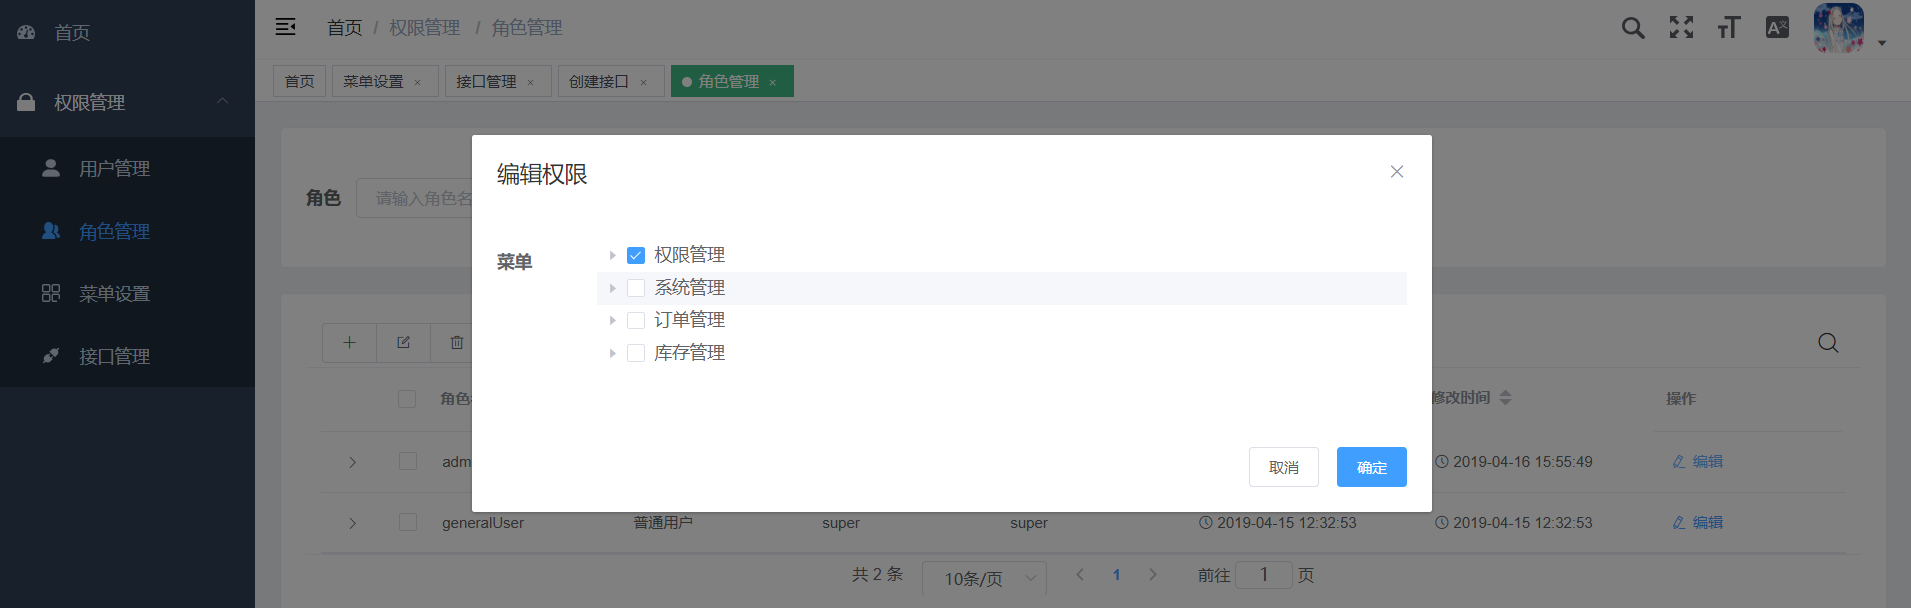 首页
权限管理
用户管理
角色管理
菜单设置
接口管理
首页 / 权限管理 / 角色管理
首页 菜单设置 × 接口管理 × 创建接口 × 角色管理 ×
编辑权限
角色 请输入角色名
菜单
权限管理
系统管理
订单管理
库存管理
取消 确定
角色 修改时间 操作
adm 2019-04-16 15:55:49 编辑
generalUser 普通用户 super super 2019-04-15 12:32:53 2019-04-15 12:32:53 编辑
共 2 条 10条/页 1 前往 1 页